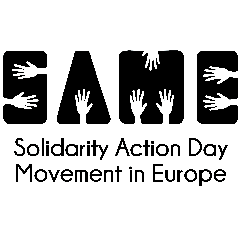 SAME
Solidarity Action Day
Movement in Europe